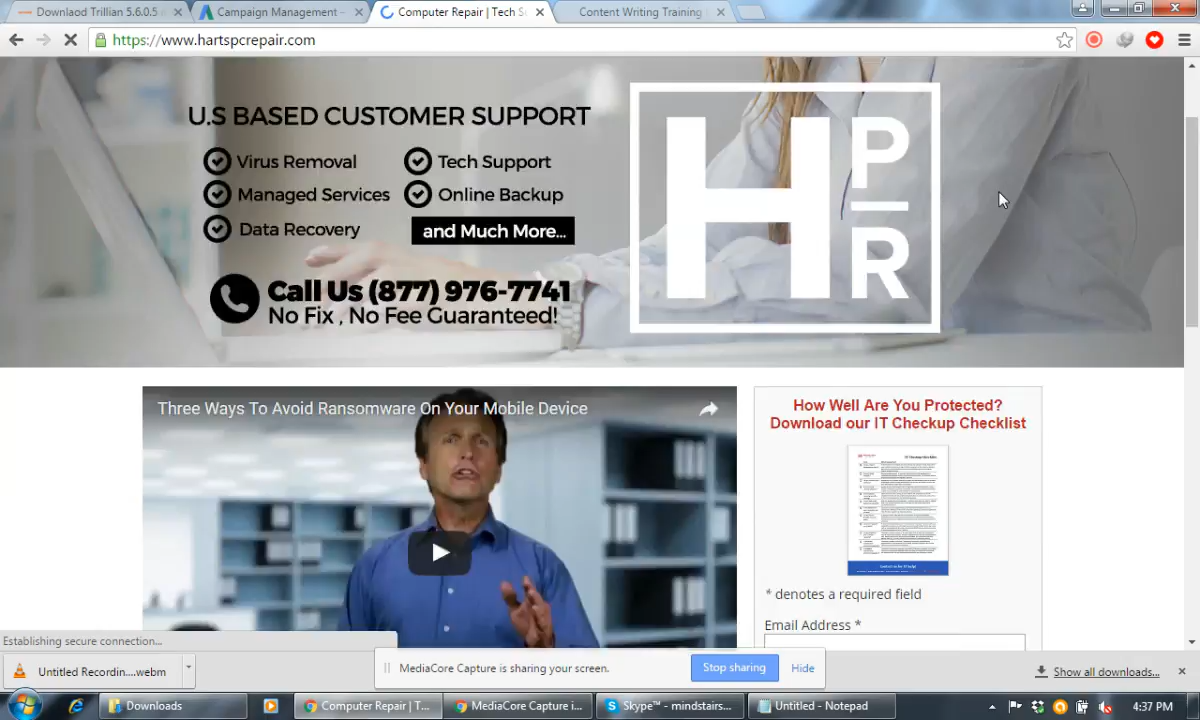 Downlaod Trillian 5.6.0.5
Campaign Management -
Computer Repair | Tech S
Content Writing Training
https://www.hartspcrepair.com
U.S BASED CUSTOMER SUPPORT
Virus Removal
Tech Support
Managed Services
Online Backup
Data Recovery
and Much More...
Call Us (877) 976-7741
No Fix , No Fee Guaranteed!
H P R
Three Ways To Avoid Ransomware On Your Mobile Device
How Well Are You Protected?
Download our IT Checkup Checklist
* denotes a required field
Email Address *
Establishing secure connection...
Untitled Recordin....webm
MediaCore Capture is sharing your screen.
Stop sharing
Hide
Show all downloads...
Downloads
Computer Repair | T...
MediaCore Capture i...
Skype™ - mindstairs...
Untitled - Notepad
4:37 PM